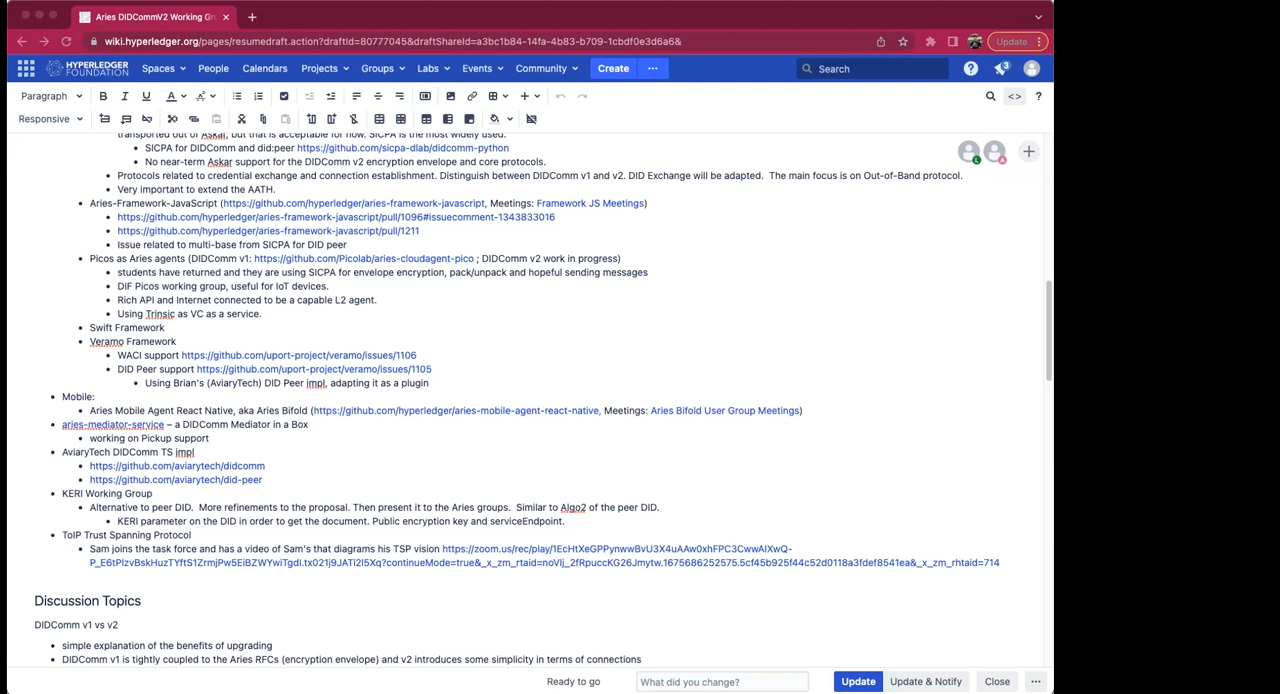 Aries DIDCommV2 Working Gr
wiki.hyperledger.org/pages/resumedraft.action?draftId=80777045&draftShareId=a3bc1b84-14fa-4b83-b709-1cbdf0e3d6a6&
Update
HYPERLEDGER FOUNDATION
Spaces People Calendars Projects Groups Labs Events Community Create Search 3
Paragraph B I U A
Responsive
transported out of Askar, but that is acceptable for now. SICPA is the most widely used.
SICPA for DIDComm and did:peer https://github.com/sicpa-dlab/didcomm-python
No near-term Askar support for the DIDComm v2 encryption envelope and core protocols.
Protocols related to credential exchange and connection establishment. Distinguish between DIDComm v1 and v2. DID Exchange will be adapted. The main focus is on Out-of-Band protocol.
Very important to extend the AATH.
Aries-Framework-JavaScript (https://github.com/hyperledger/aries-framework-javascript, Meetings: Framework JS Meetings)
https://github.com/hyperledger/aries-framework-javascript/pull/1096#issuecomment-1343833016
https://github.com/hyperledger/aries-framework-javascript/pull/1211
Issue related to multi-base from SICPA for DID peer
Picos as Aries agents (DIDComm v1: https://github.com/Picolab/aries-cloudagent-pico ; DIDComm v2 work in progress)
students have returned and they are using SICPA for envelope encryption, pack/unpack and hopeful sending messages
DIF Picos working group, useful for IoT devices.
Rich API and Internet connected to be a capable L2 agent.
Using Trinsic as VC as a service.
Swift Framework
Veramo Framework
WACI support https://github.com/uport-project/veramo/issues/1106
DID Peer support https://github.com/uport-project/veramo/issues/1105
Using Brian's (AviaryTech) DID Peer impl, adapting it as a plugin
Mobile:
Aries Mobile Agent React Native, aka Aries Bifold (https://github.com/hyperledger/aries-mobile-agent-react-native, Meetings: Aries Bifold User Group Meetings)
aries-mediator-service – a DIDComm Mediator in a Box
working on Pickup support
AviaryTech DIDComm TS impl
https://github.com/aviarytech/didcomm
https://github.com/aviarytech/did-peer
KERI Working Group
Alternative to peer DID. More refinements to the proposal. Then present it to the Aries groups. Similar to Algo2 of the peer DID.
KERI parameter on the DID in order to get the document. Public encryption key and serviceEndpoint.
ToIP Trust Spanning Protocol
Sam joins the task force and has a video of Sam's that diagrams his TSP vision https://zoom.us/rec/play/1EcHtXeGPPynwwBvU3X4uAAw0xhFPC3CwwAIXwQ-
P_E6tPIzvBskHuzTYftS1ZrmjPw5EiBZWYwiTgdI.tx021j9JATi2I5Xq?continueMode=true&_x_zm_rtaid=noVlj_2fRpuccKG26Jmytw.1675686252575.5cf45b925f44c52d0118a3fdef8541ea&_x_zm_rhtaid=714
Discussion Topics
DIDComm v1 vs v2
simple explanation of the benefits of upgrading
DIDComm v1 is tightly coupled to the Aries RFCs (encryption envelope) and v2 introduces some simplicity in terms of connections
Ready to go What did you change? Update Update & Notify Close